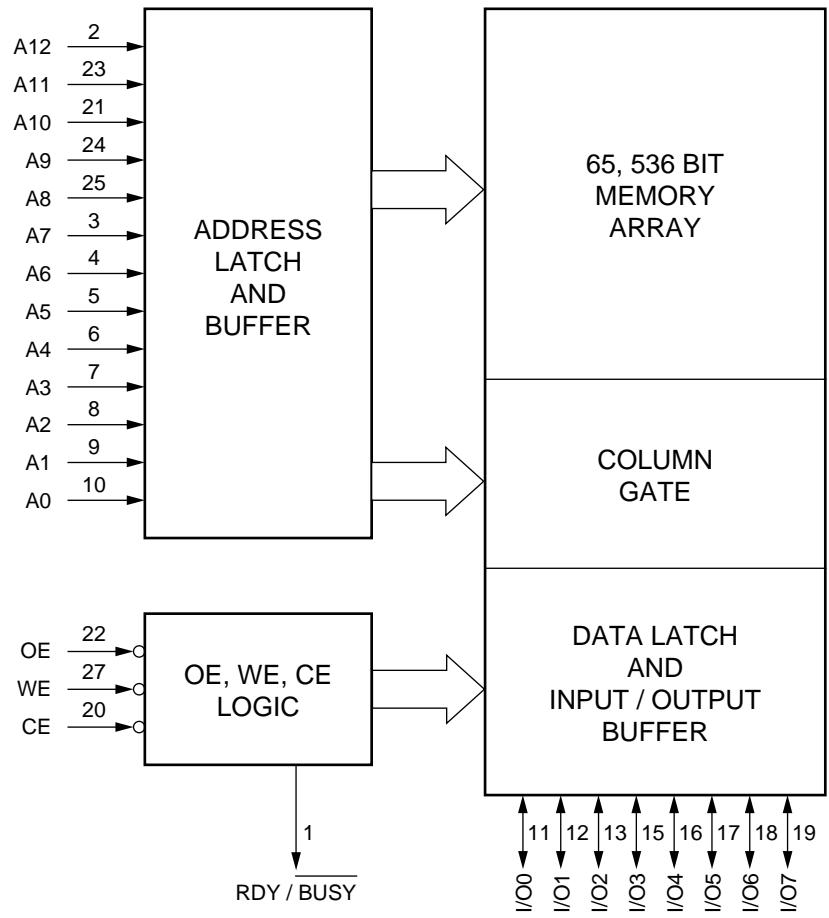 A12 2
A11 23
A10 21
A9 24
A8 25
A7 3
A6 4
A5 5
A4 6
A3 7
A2 8
A1 9
A0 10
ADDRESS
LATCH
AND
BUFFER
65, 536 BIT
MEMORY
ARRAY
COLUMN
GATE
OE 22
WE 27
CE 20
OE, WE, CE
LOGIC
DATA LATCH
AND
INPUT / OUTPUT
BUFFER
1
RDY / BUSY
11 12 13 15 16 17 18 19
I/O0 I/O1 I/O2 I/O3 I/O4 I/O5 I/O6 I/O7